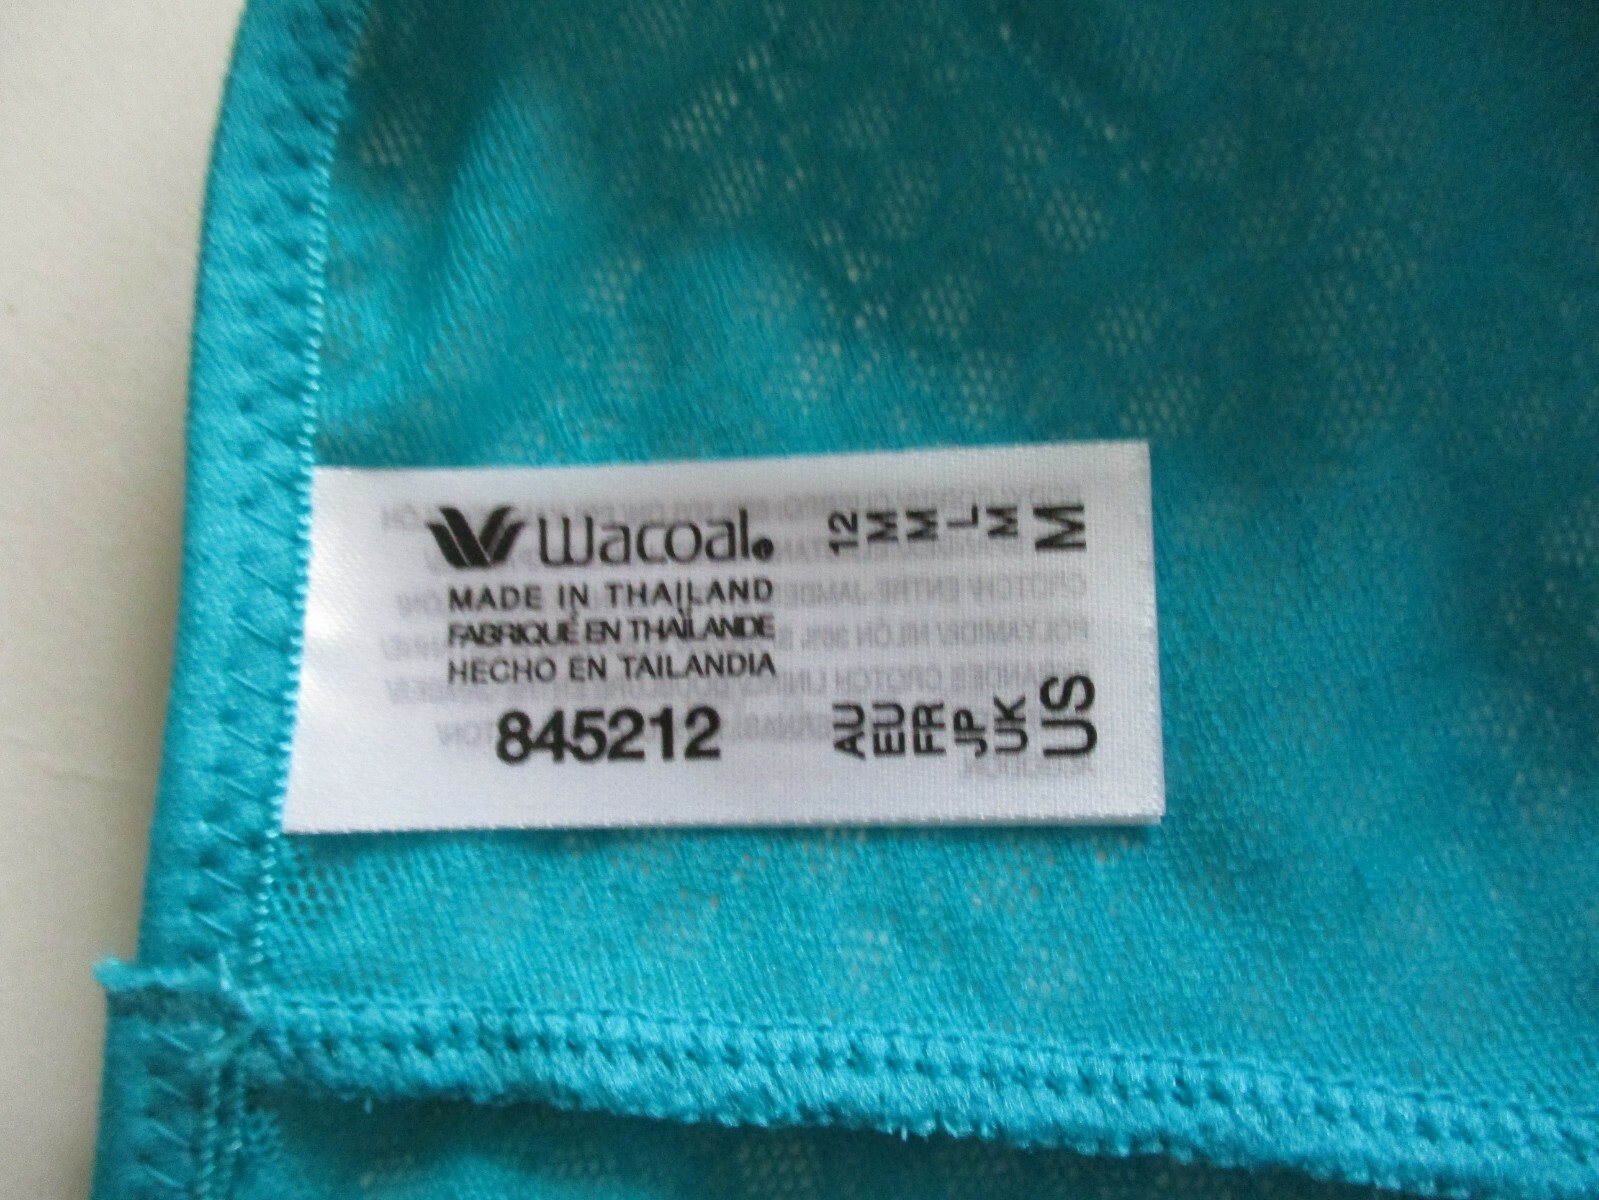 Wacoal
MADE IN THAILAND
FABRIQUÉ EN THAÏLANDE
HECHO EN TAILANDIA
845212
AU 12
EU M
FR M
JP L
UK M
US M